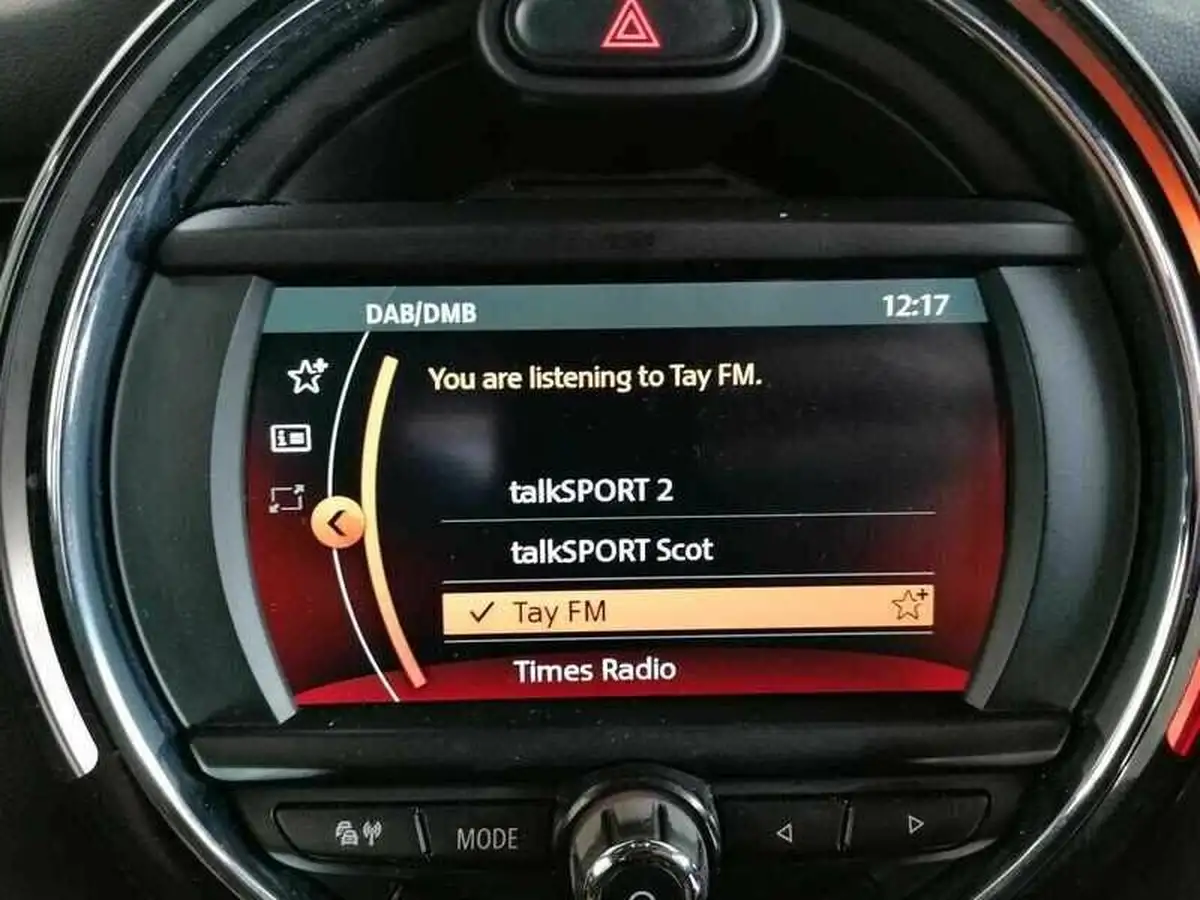 DAB/DMB
12:17
You are listening to Tay FM.
talkSPORT 2
talkSPORT Scot
Tay FM
Times Radio
MODE